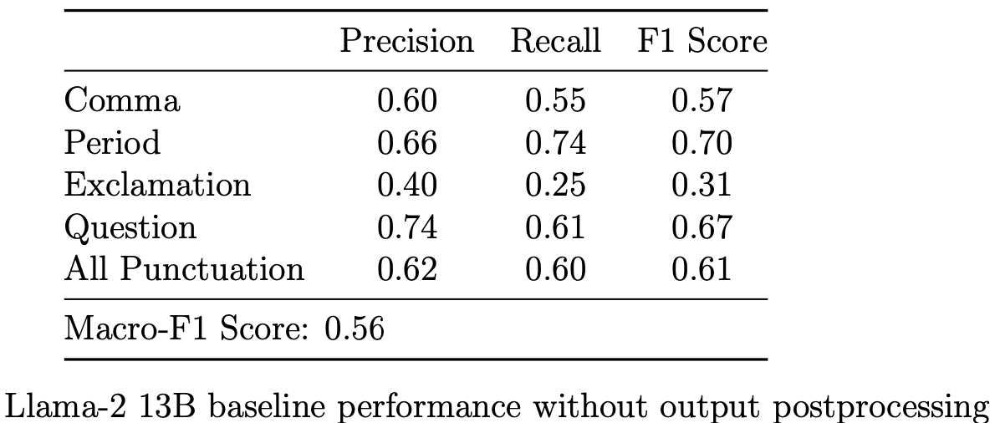 Precision Recall F1 Score
Comma 0.60 0.55 0.57
Period 0.66 0.74 0.70
Exclamation 0.40 0.25 0.31
Question 0.74 0.61 0.67
All Punctuation 0.62 0.60 0.61
Macro-F1 Score: 0.56
Llama-2 13B baseline performance without output postprocessing